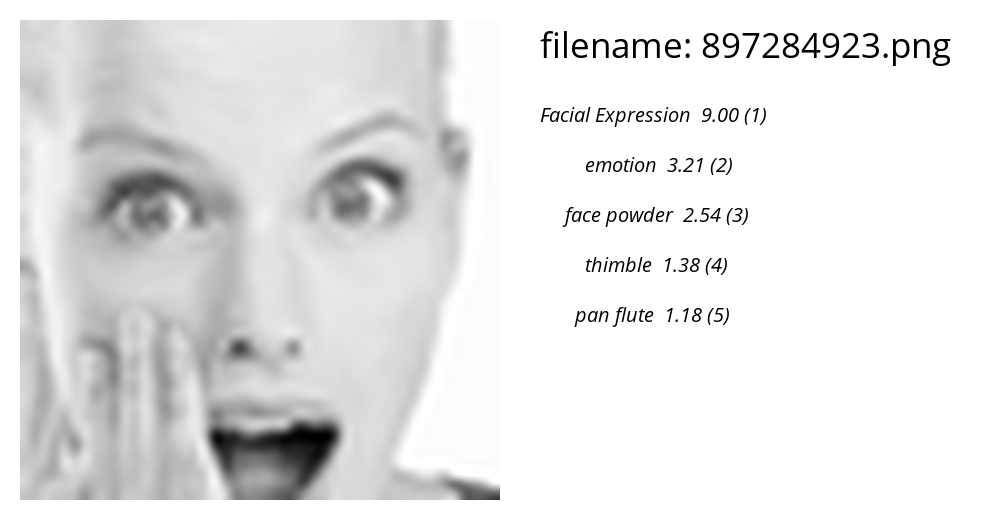 filename: 897284923.png
Facial Expression 9.00 (1)
emotion 3.21 (2)
face powder 2.54 (3)
thimble 1.38 (4)
pan flute 1.18 (5)